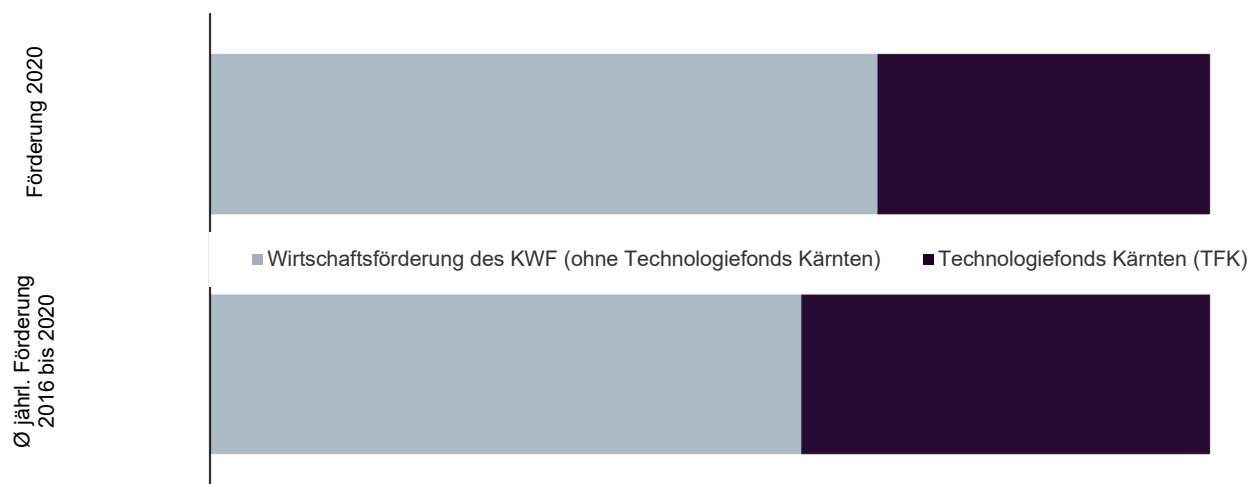 Förderung 2020
Wirtschaftsförderung des KWF (ohne Technologiefonds Kärnten)
Technologiefonds Kärnten (TFK)
Ø jährl. Förderung
2016 bis 2020